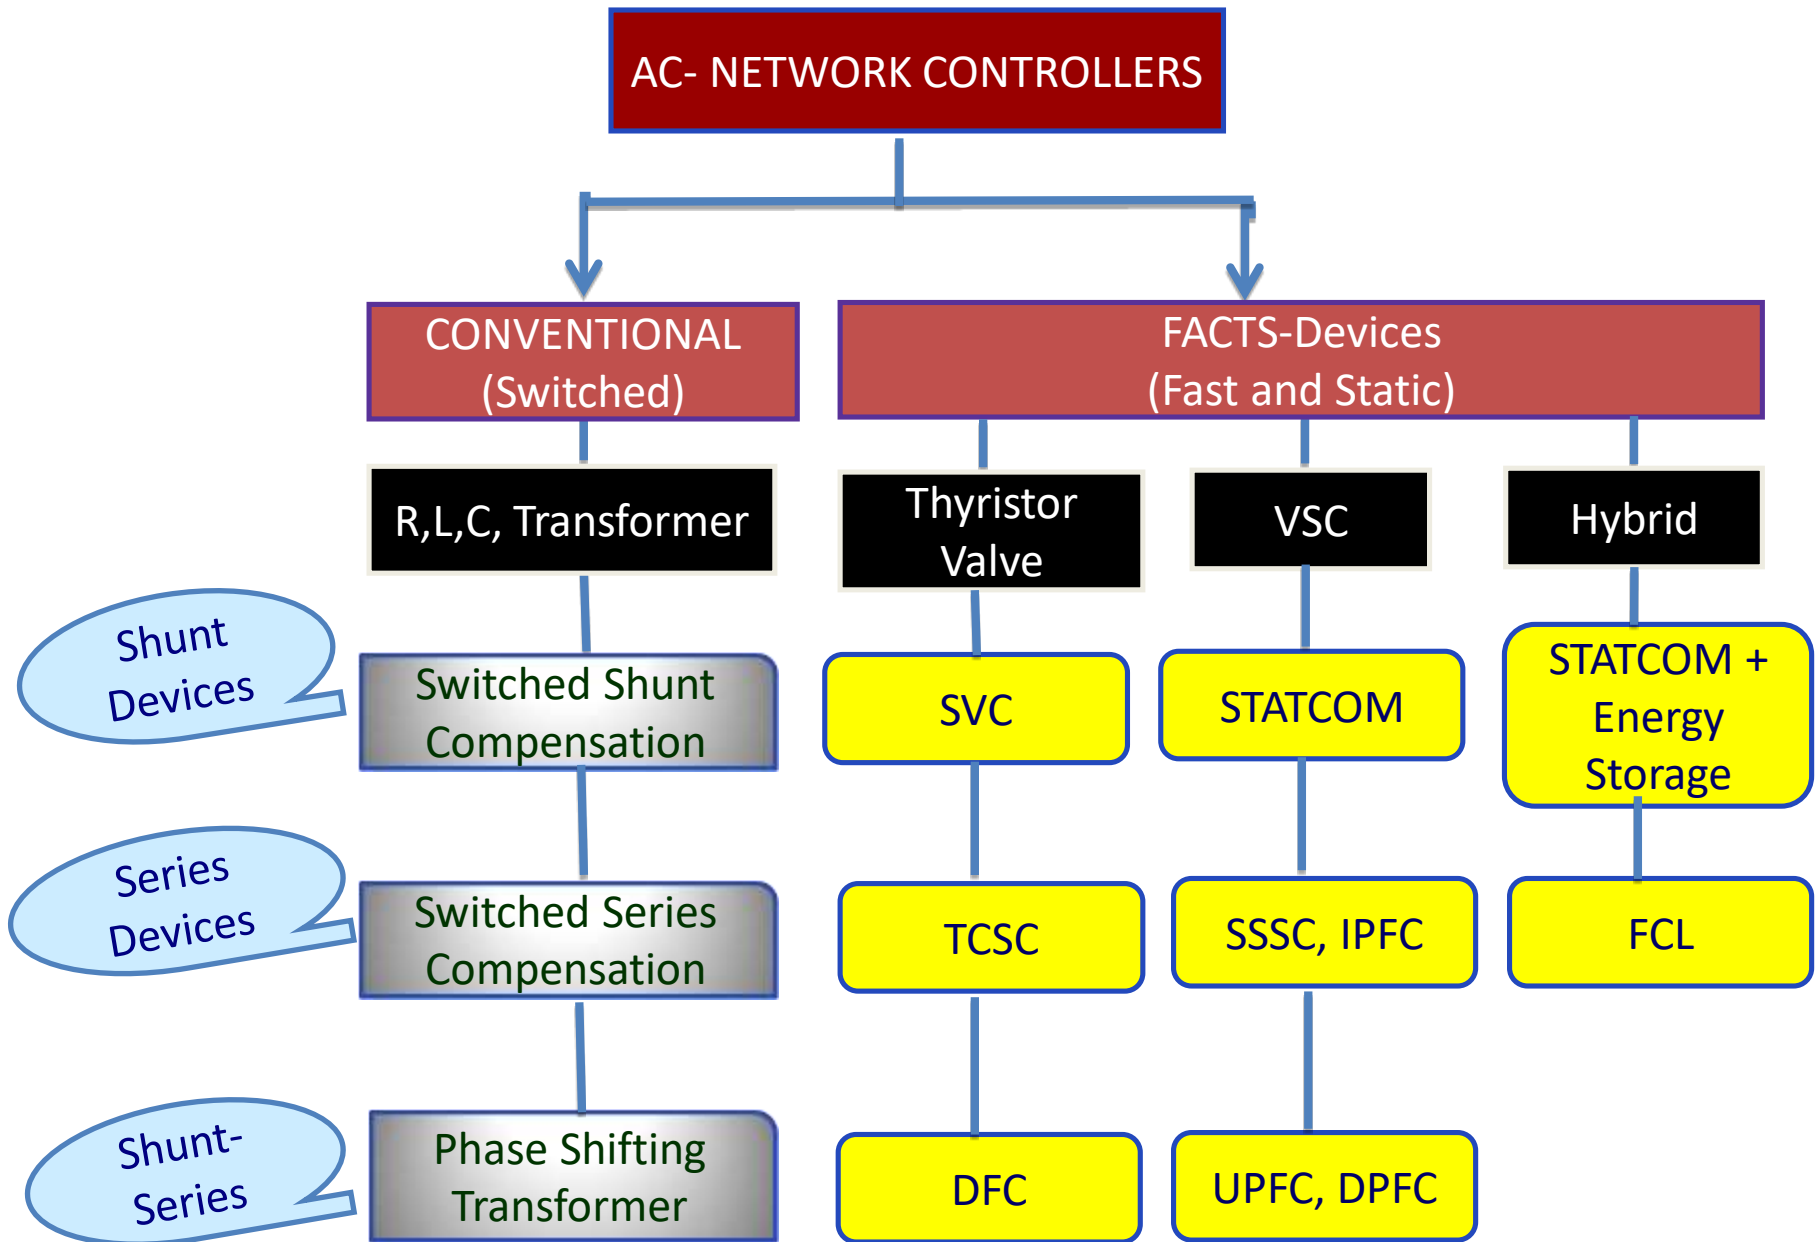 AC- NETWORK CONTROLLERS
CONVENTIONAL
(Switched)
FACTS-Devices
(Fast and Static)
R,L,C, Transformer
Thyristor
Valve
VSC
Hybrid
Shunt
Devices
Switched Shunt
Compensation
SVC
STATCOM
STATCOM +
Energy
Storage
Series
Devices
Switched Series
Compensation
TCSC
SSSC, IPFC
FCL
Shunt-
Series
Phase Shifting
Transformer
DFC
UPFC, DPFC